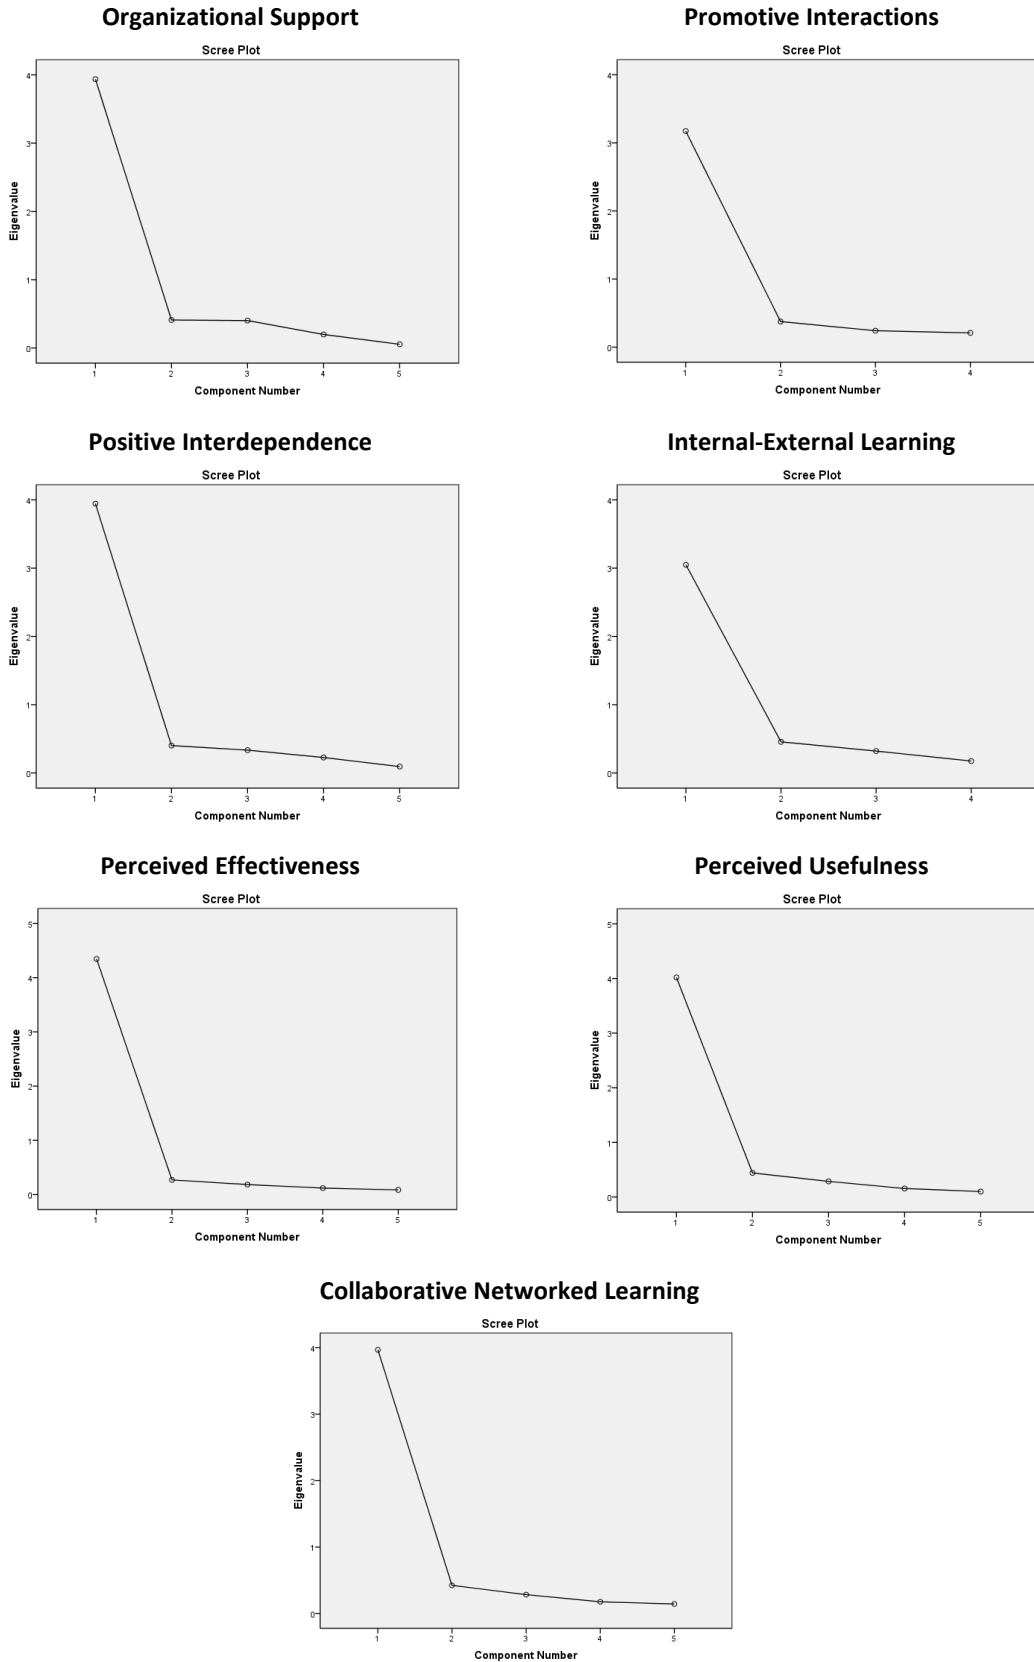 Organizational Support
Scree Plot
Eigenvalue
4
3
2
1
0
1 2 3 4 5
Component Number
Promotive Interactions
Scree Plot
Eigenvalue
4
3
2
1
0
1 2 3 4
Component Number
Positive Interdependence
Scree Plot
Eigenvalue
4
3
2
1
0
1 2 3 4 5
Component Number
Internal-External Learning
Scree Plot
Eigenvalue
4
3
2
1
0
1 2 3 4
Component Number
Perceived Effectiveness
Scree Plot
Eigenvalue
5
4
3
2
1
0
1 2 3 4 5
Component Number
Perceived Usefulness
Scree Plot
Eigenvalue
5
4
3
2
1
0
1 2 3 4 5
Component Number
Collaborative Networked Learning
Scree Plot
Eigenvalue
4
3
2
1
0
1 2 3 4 5
Component Number